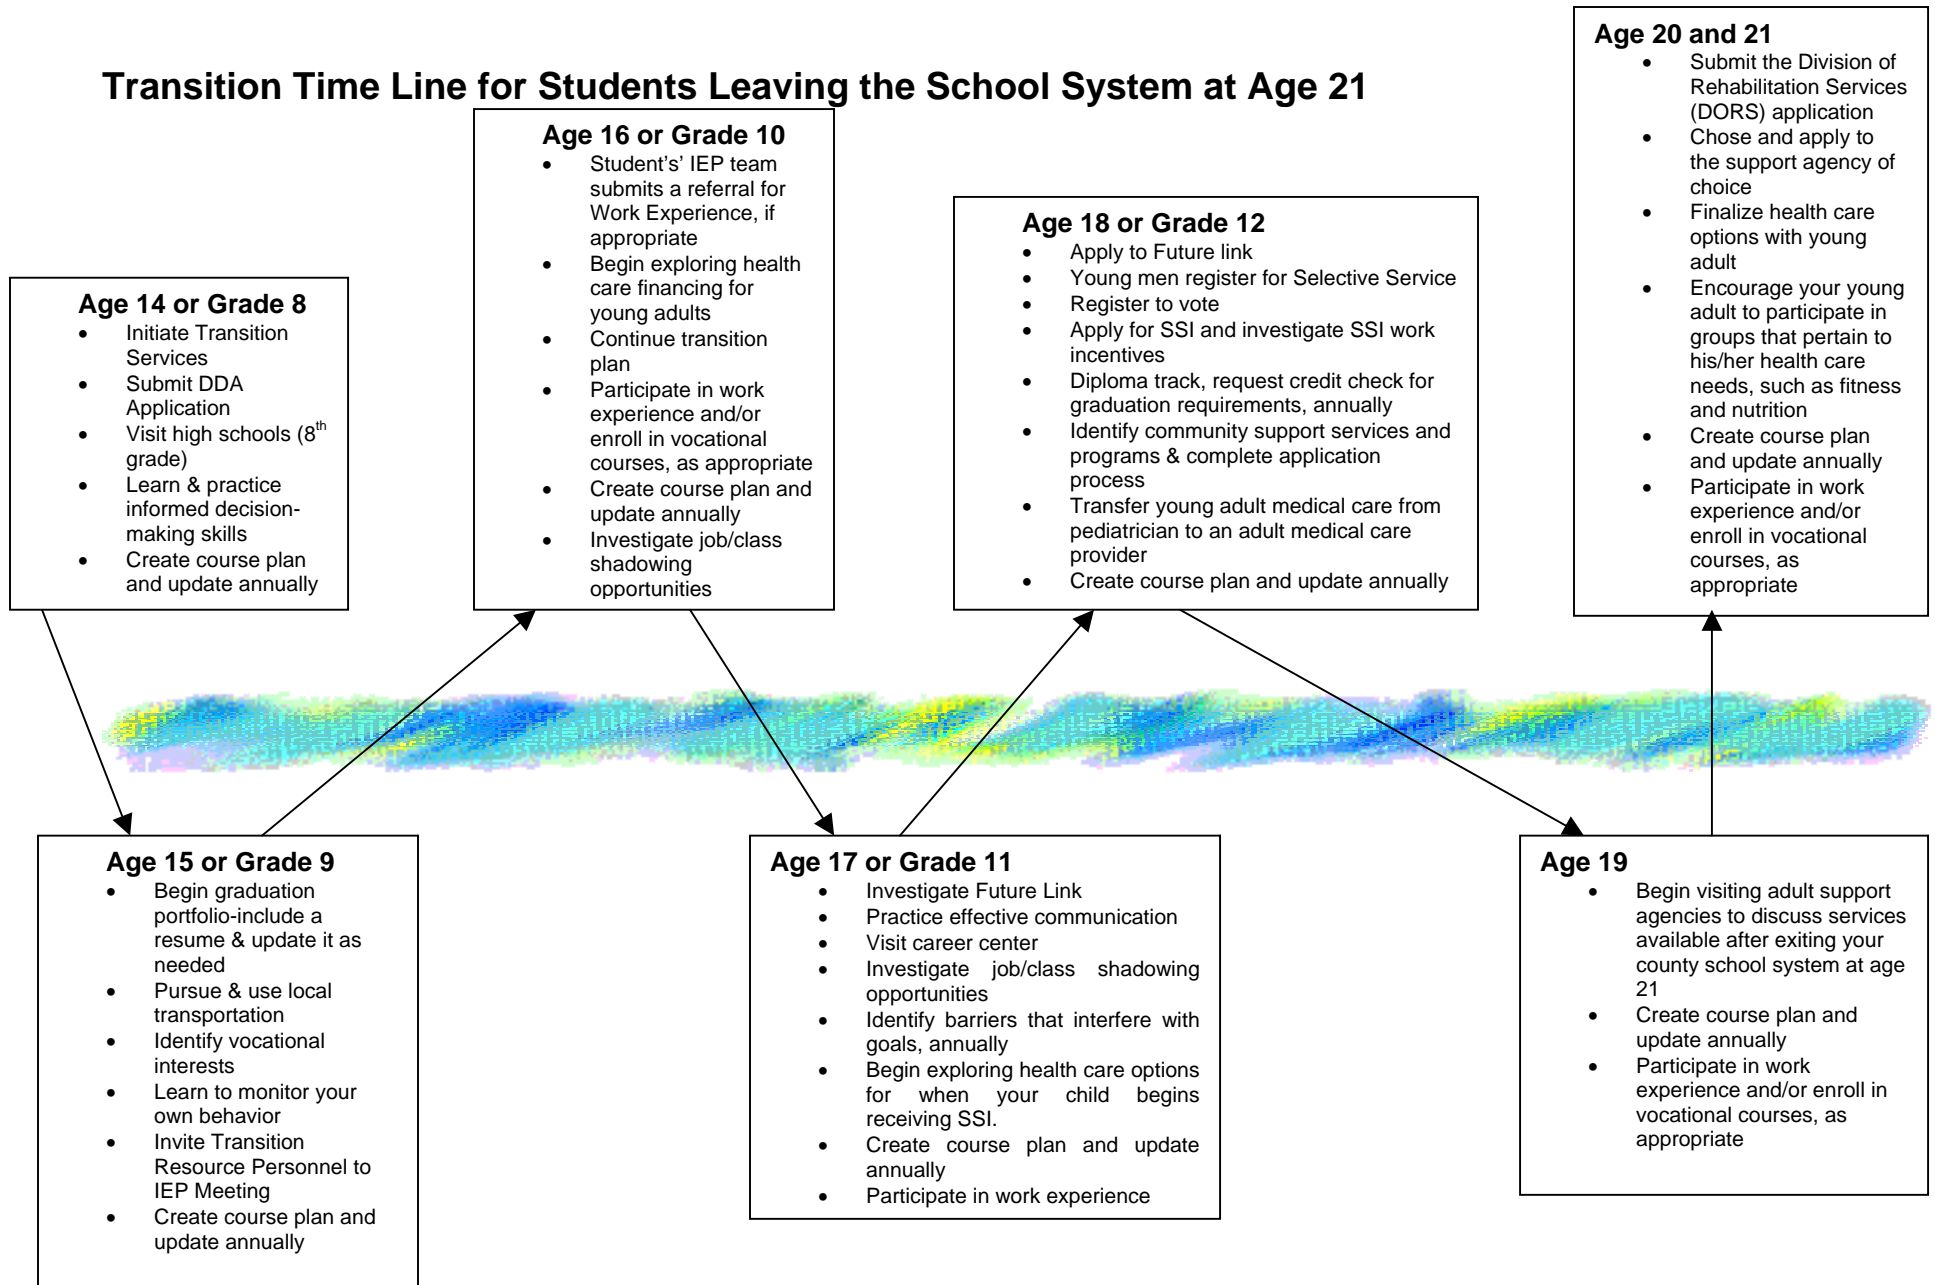 Transition Time Line for Students Leaving the School System at Age 21
Age 14 or Grade 8
• Initiate Transition
Services
• Submit DDA
Application
• Visit high schools (8th
grade)
• Learn & practice
informed decision-
making skills
• Create course plan
and update annually
Age 15 or Grade 9
• Begin graduation
portfolio-include a
resume & update it as
needed
• Pursue & use local
transportation
• Identify vocational
interests
• Learn to monitor your
own behavior
• Invite Transition
Resource Personnel to
IEP Meeting
• Create course plan and
update annually
Age 16 or Grade 10
• Student's' IEP team
submits a referral for
Work Experience, if
appropriate
• Begin exploring health
care financing for
young adults
• Continue transition
plan
• Participate in work
experience and/or
enroll in vocational
courses, as appropriate
• Create course plan and
update annually
• Investigate job/class
shadowing
opportunities
Age 17 or Grade 11
• Investigate Future Link
• Practice effective communication
• Visit career center
• Investigate job/class shadowing
opportunities
• Identify barriers that interfere with
goals, annually
• Begin exploring health care options
for when your child begins
receiving SSI.
• Create course plan and update
annually
• Participate in work experience
Age 18 or Grade 12
• Apply to Future link
• Young men register for Selective Service
• Register to vote
• Apply for SSI and investigate SSI work
incentives
• Diploma track, request credit check for
graduation requirements, annually
• Identify community support services and
programs & complete application
process
• Transfer young adult medical care from
pediatrician to an adult medical care
provider
• Create course plan and update annually
Age 19
• Begin visiting adult support
agencies to discuss services
available after exiting your
county school system at age
21
• Create course plan and
update annually
• Participate in work
experience and/or enroll in
vocational courses, as
appropriate
Age 20 and 21
• Submit the Division of
Rehabilitation Services
(DORS) application
• Chose and apply to
the support agency of
choice
• Finalize health care
options with young
adult
• Encourage your young
adult to participate in
groups that pertain to
his/her health care
needs, such as fitness
and nutrition
• Create course plan
and update annually
• Participate in work
experience and/or
enroll in vocational
courses, as
appropriate